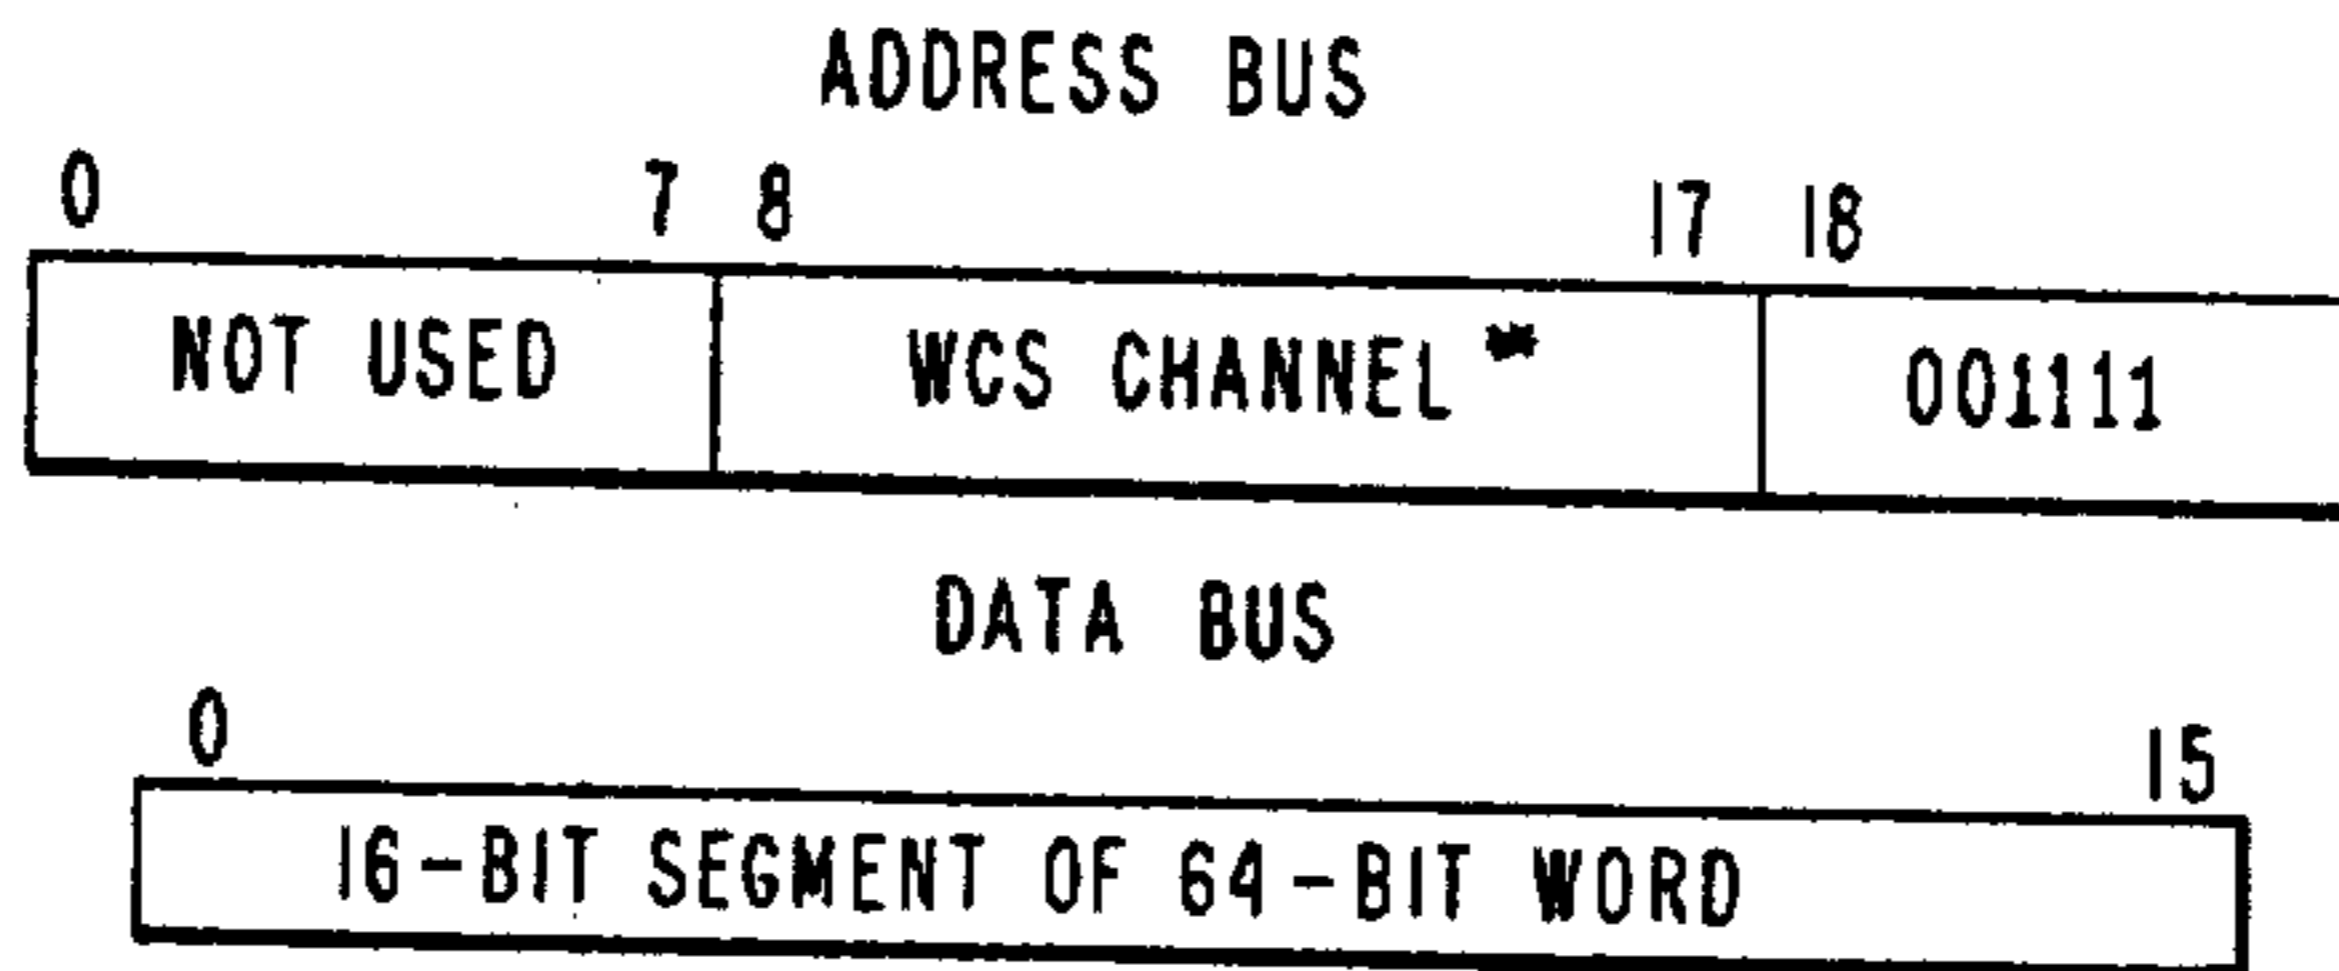 ADDRESS BUS
0 7 8 17 18
NOT USED WCS CHANNEL * 001111
DATA BUS
0 15
16-BIT SEGMENT OF 64-BIT WORD